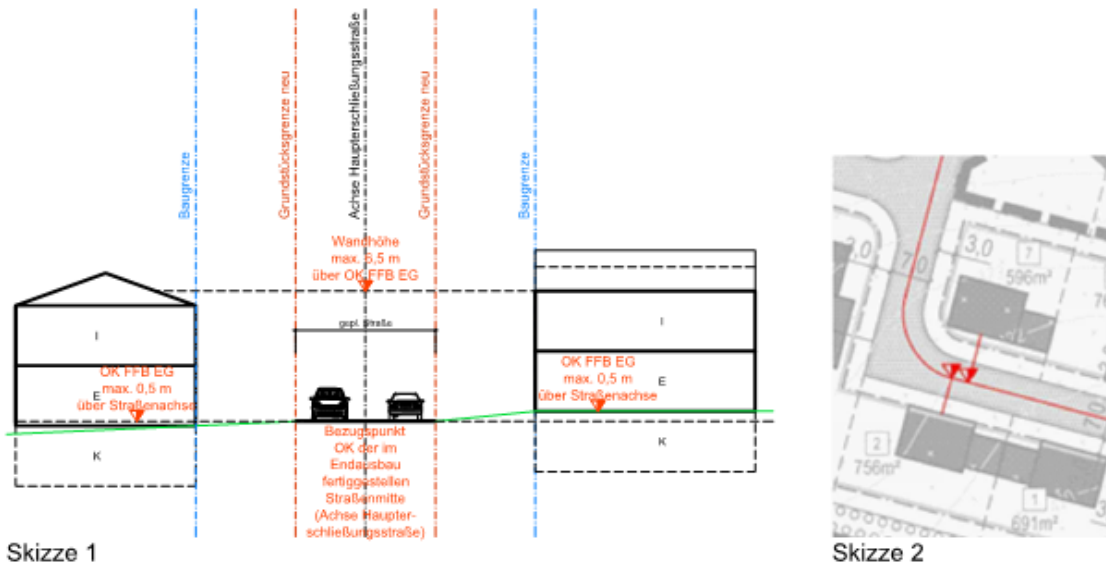 Baugrenze
Grundstücksgrenze neu
Achse Haupterschließungsstraße
Grundstücksgrenze neu
Baugrenze
Wandhöhe
max. 6,5 m
über OK FFB EG
gepl. Straße
I
I
OK FFB EG
max. 0,5 m
über Straßenachse
E
OK FFB EG
max. 0,5 m
über Straßenachse
E
K
K
Bezugspunkt
OK der im
Endausbau
fertiggestellen
Straßenmitte
(Achse Haupter-
schließungsstraße)
Skizze 1
3,0
7,0
3,0
7
596m²
2
756m²
1
691m²
7,0
Skizze 2